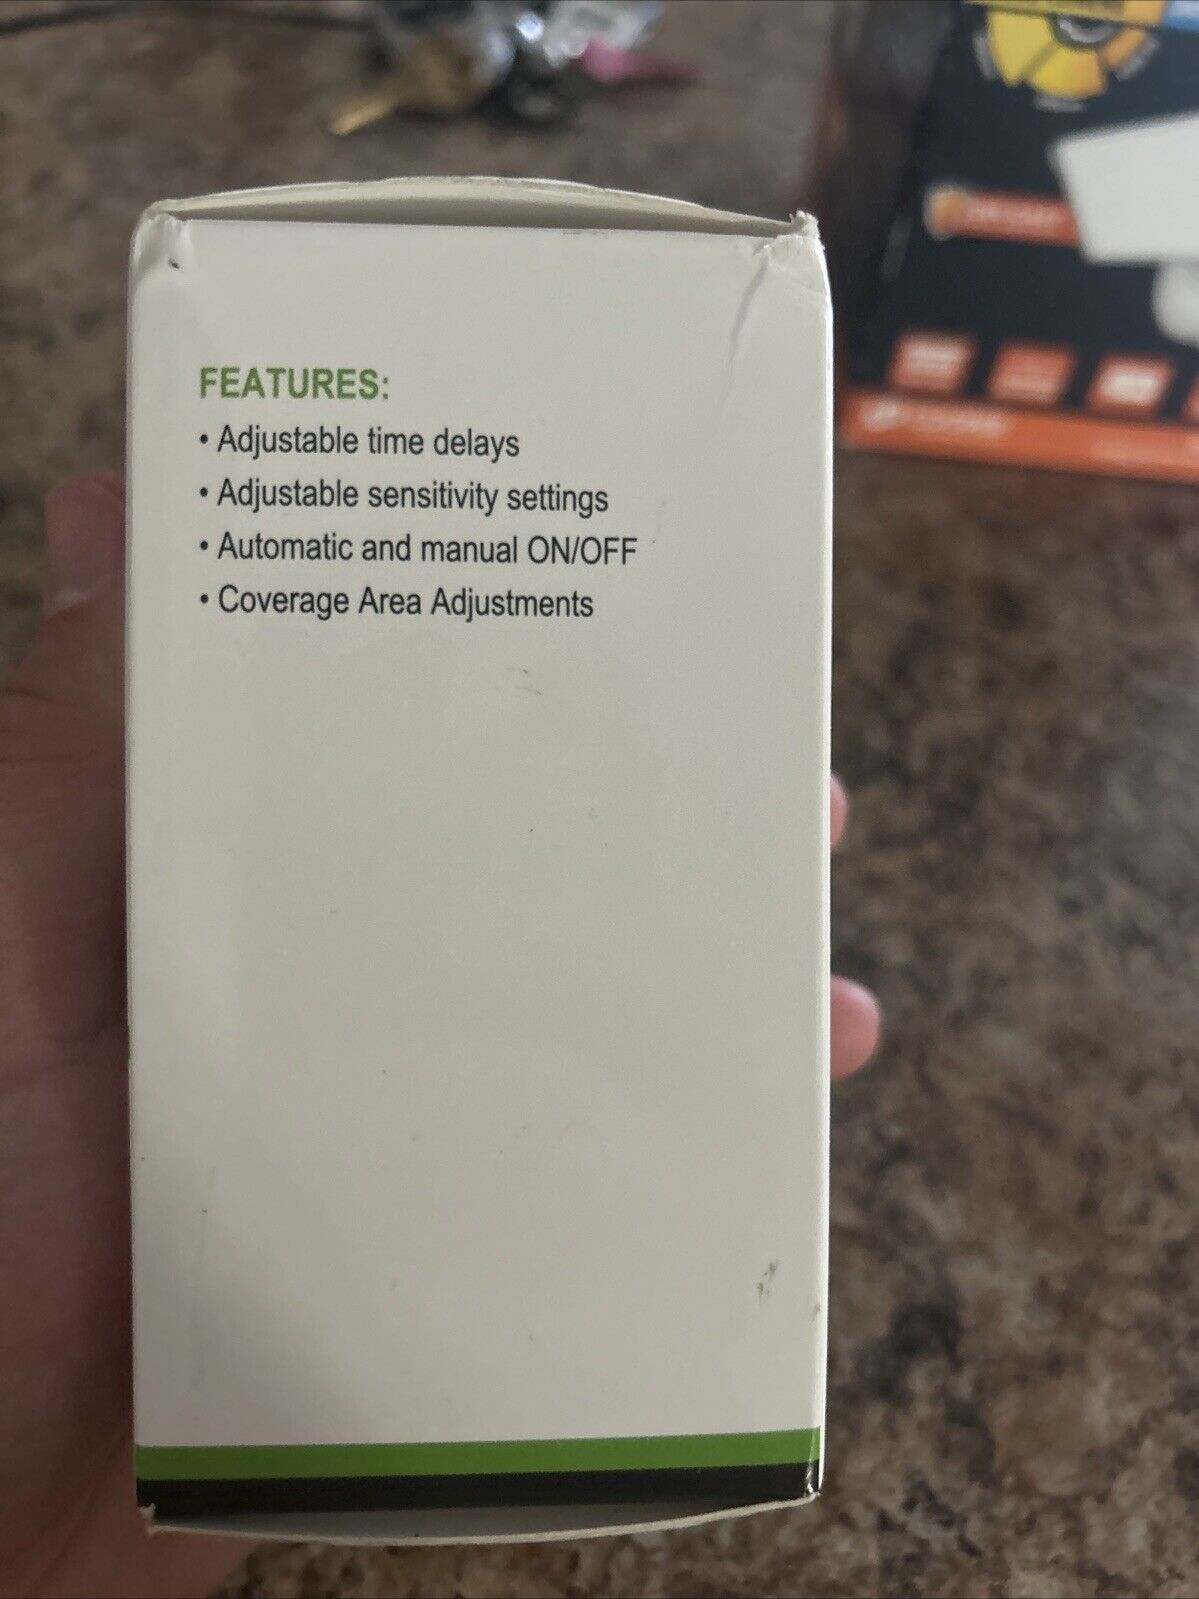 FEATURES:
• Adjustable time delays
• Adjustable sensitivity settings
• Automatic and manual ON/OFF
• Coverage Area Adjustments